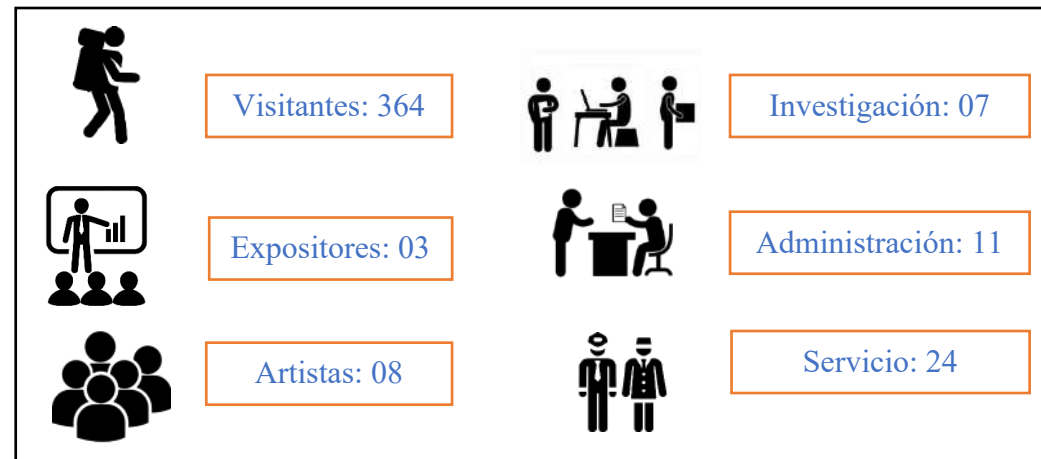 Visitantes: 364
Investigación: 07
Expositores: 03
Administración: 11
Artistas: 08
Servicio: 24